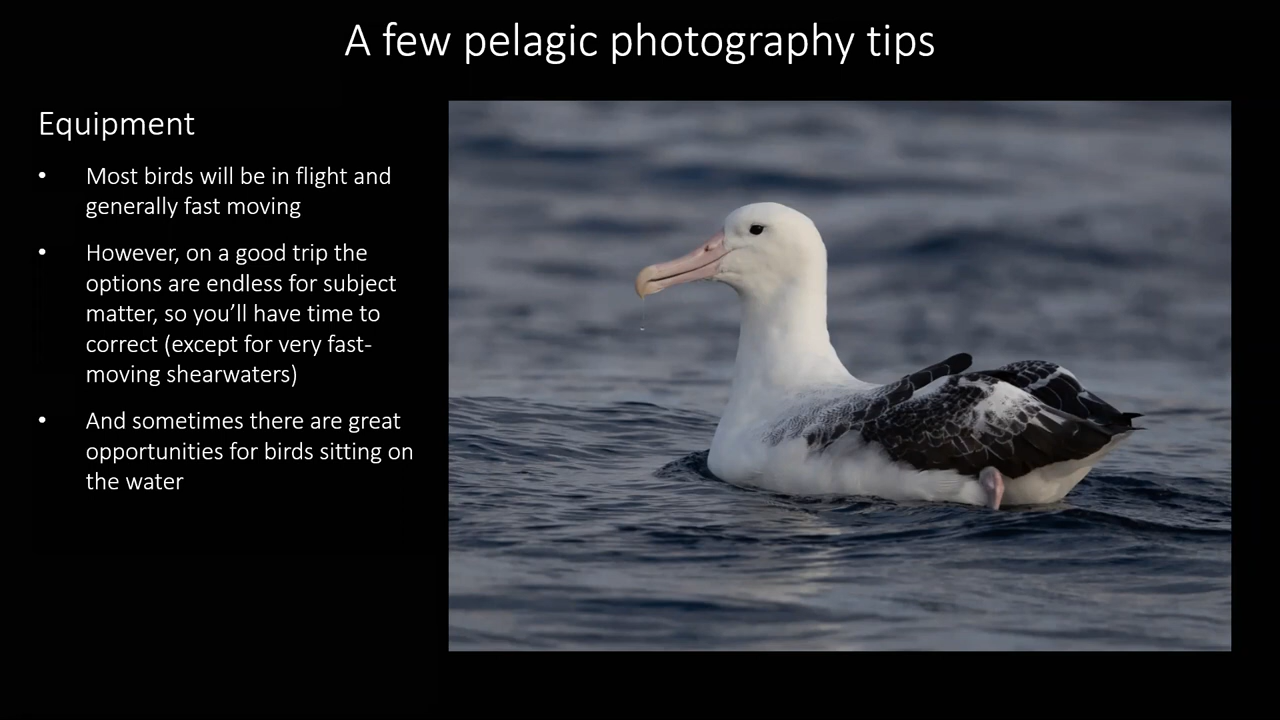 A few pelagic photography tips
Equipment
• Most birds will be in flight and
generally fast moving
• However, on a good trip the
options are endless for subject
matter, so you’ll have time to
correct (except for very fast-
moving shearwaters)
• And sometimes there are great
opportunities for birds sitting on
the water